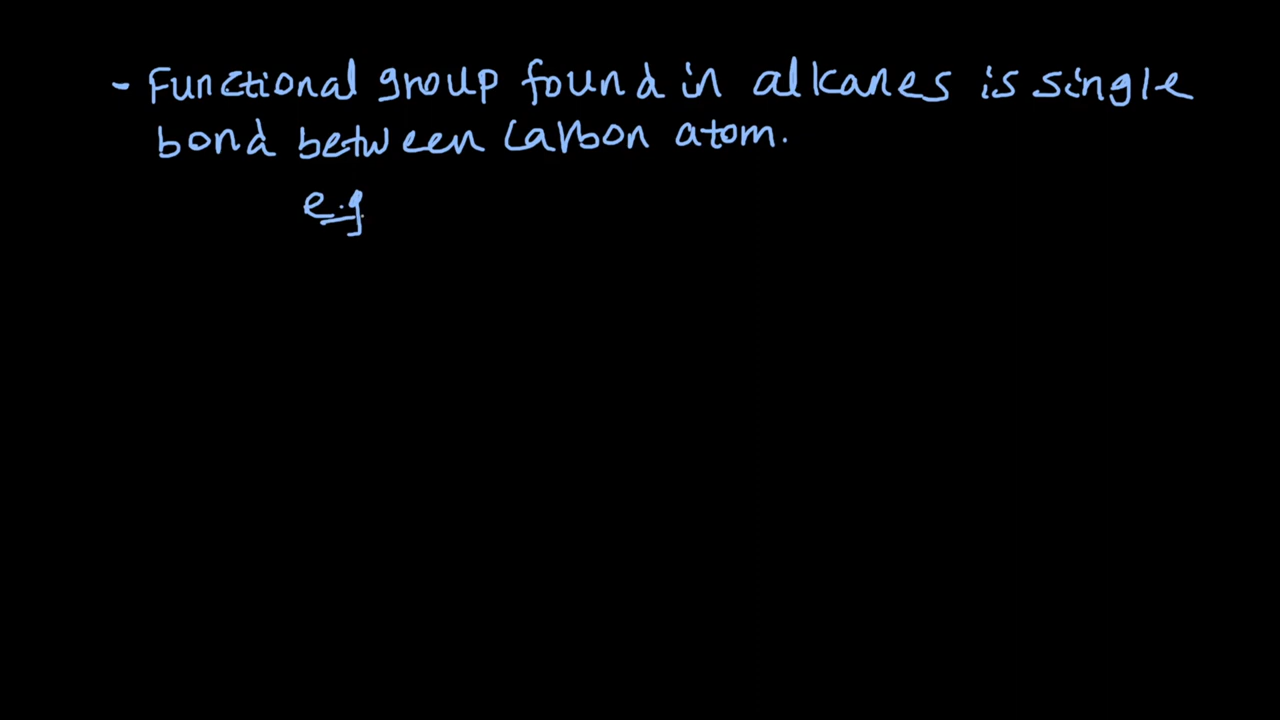 - Functional group found in alkanes is single
bond between carbon atom.
e.g